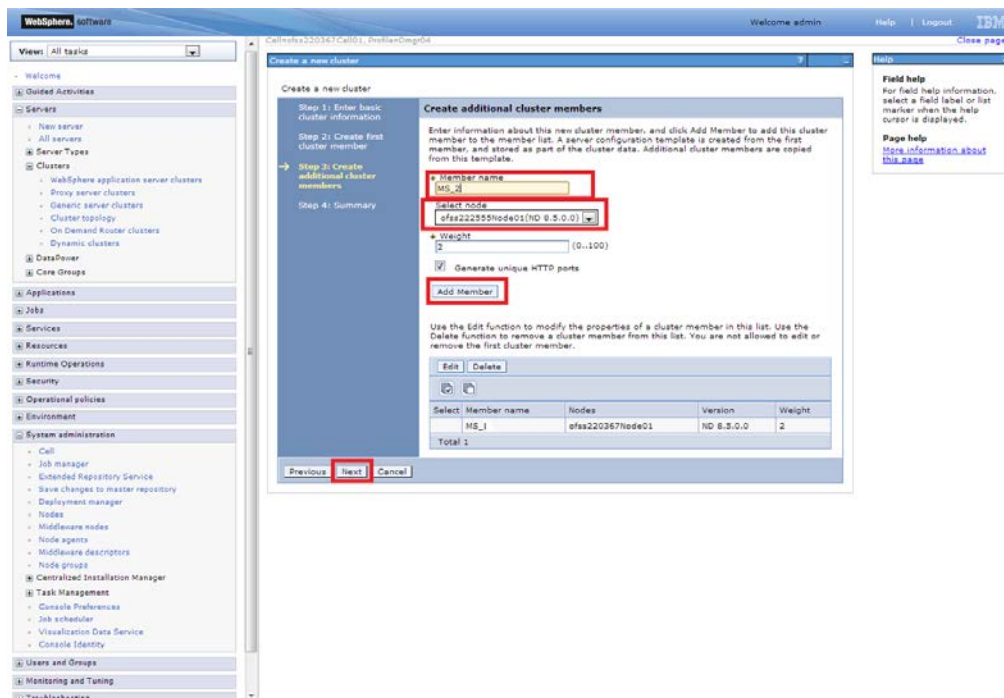 WebSphere. software
Welcome admin
Help | Logout
IBM
View: All tasks
Cell=ofss220367Cell01, Profile=Dmgr04
Close page
Welcome
Guided Activities
Servers
New server
All servers
Server Types
Clusters
WebSphere application server clusters
Proxy server clusters
Generic server clusters
Cluster topology
On Demand Router clusters
Dynamic clusters
DataPower
Core Groups
Applications
Jobs
Services
Resources
Runtime Operations
Security
Operational policies
Environment
System administration
Cell
Job manager
Extended Repository Service
Save changes to master repository
Deployment manager
Nodes
Middleware nodes
Node agents
Middleware descriptors
Node groups
Centralized Installation Manager
Task Management
Console Preferences
Job scheduler
Visualization Data Service
Console Identity
Users and Groups
Monitoring and Tuning
Troubleshooting
Create a new cluster
? -
Create a new cluster
Step 1: Enter basic
cluster information
Step 2: Create first
cluster member
Step 3: Create
additional cluster
members
Step 4: Summary
Create additional cluster members
Enter information about this new cluster member, and click Add Member to add this cluster
member to the member list. A server configuration template is created from the first
member, and stored as part of the cluster data. Additional cluster members are copied
from this template.
Member name
MS_2
Select node
ofss222555Node01(ND 8.5.0.0)
Weight
2 (0..100)
Generate unique HTTP ports
Add Member
Use the Edit function to modify the properties of a cluster member in this list. Use the
Delete function to remove a cluster member from this list. You are not allowed to edit or
remove the first cluster member.
Edit Delete
Select Member name Nodes Version Weight
MS_1 ofss220367Node01 ND 8.5.0.0 2
Total 1
Previous Next Cancel
Help
Field help
For field help information,
select a field label or list
marker when the help
cursor is displayed.
Page help
More information about
this page